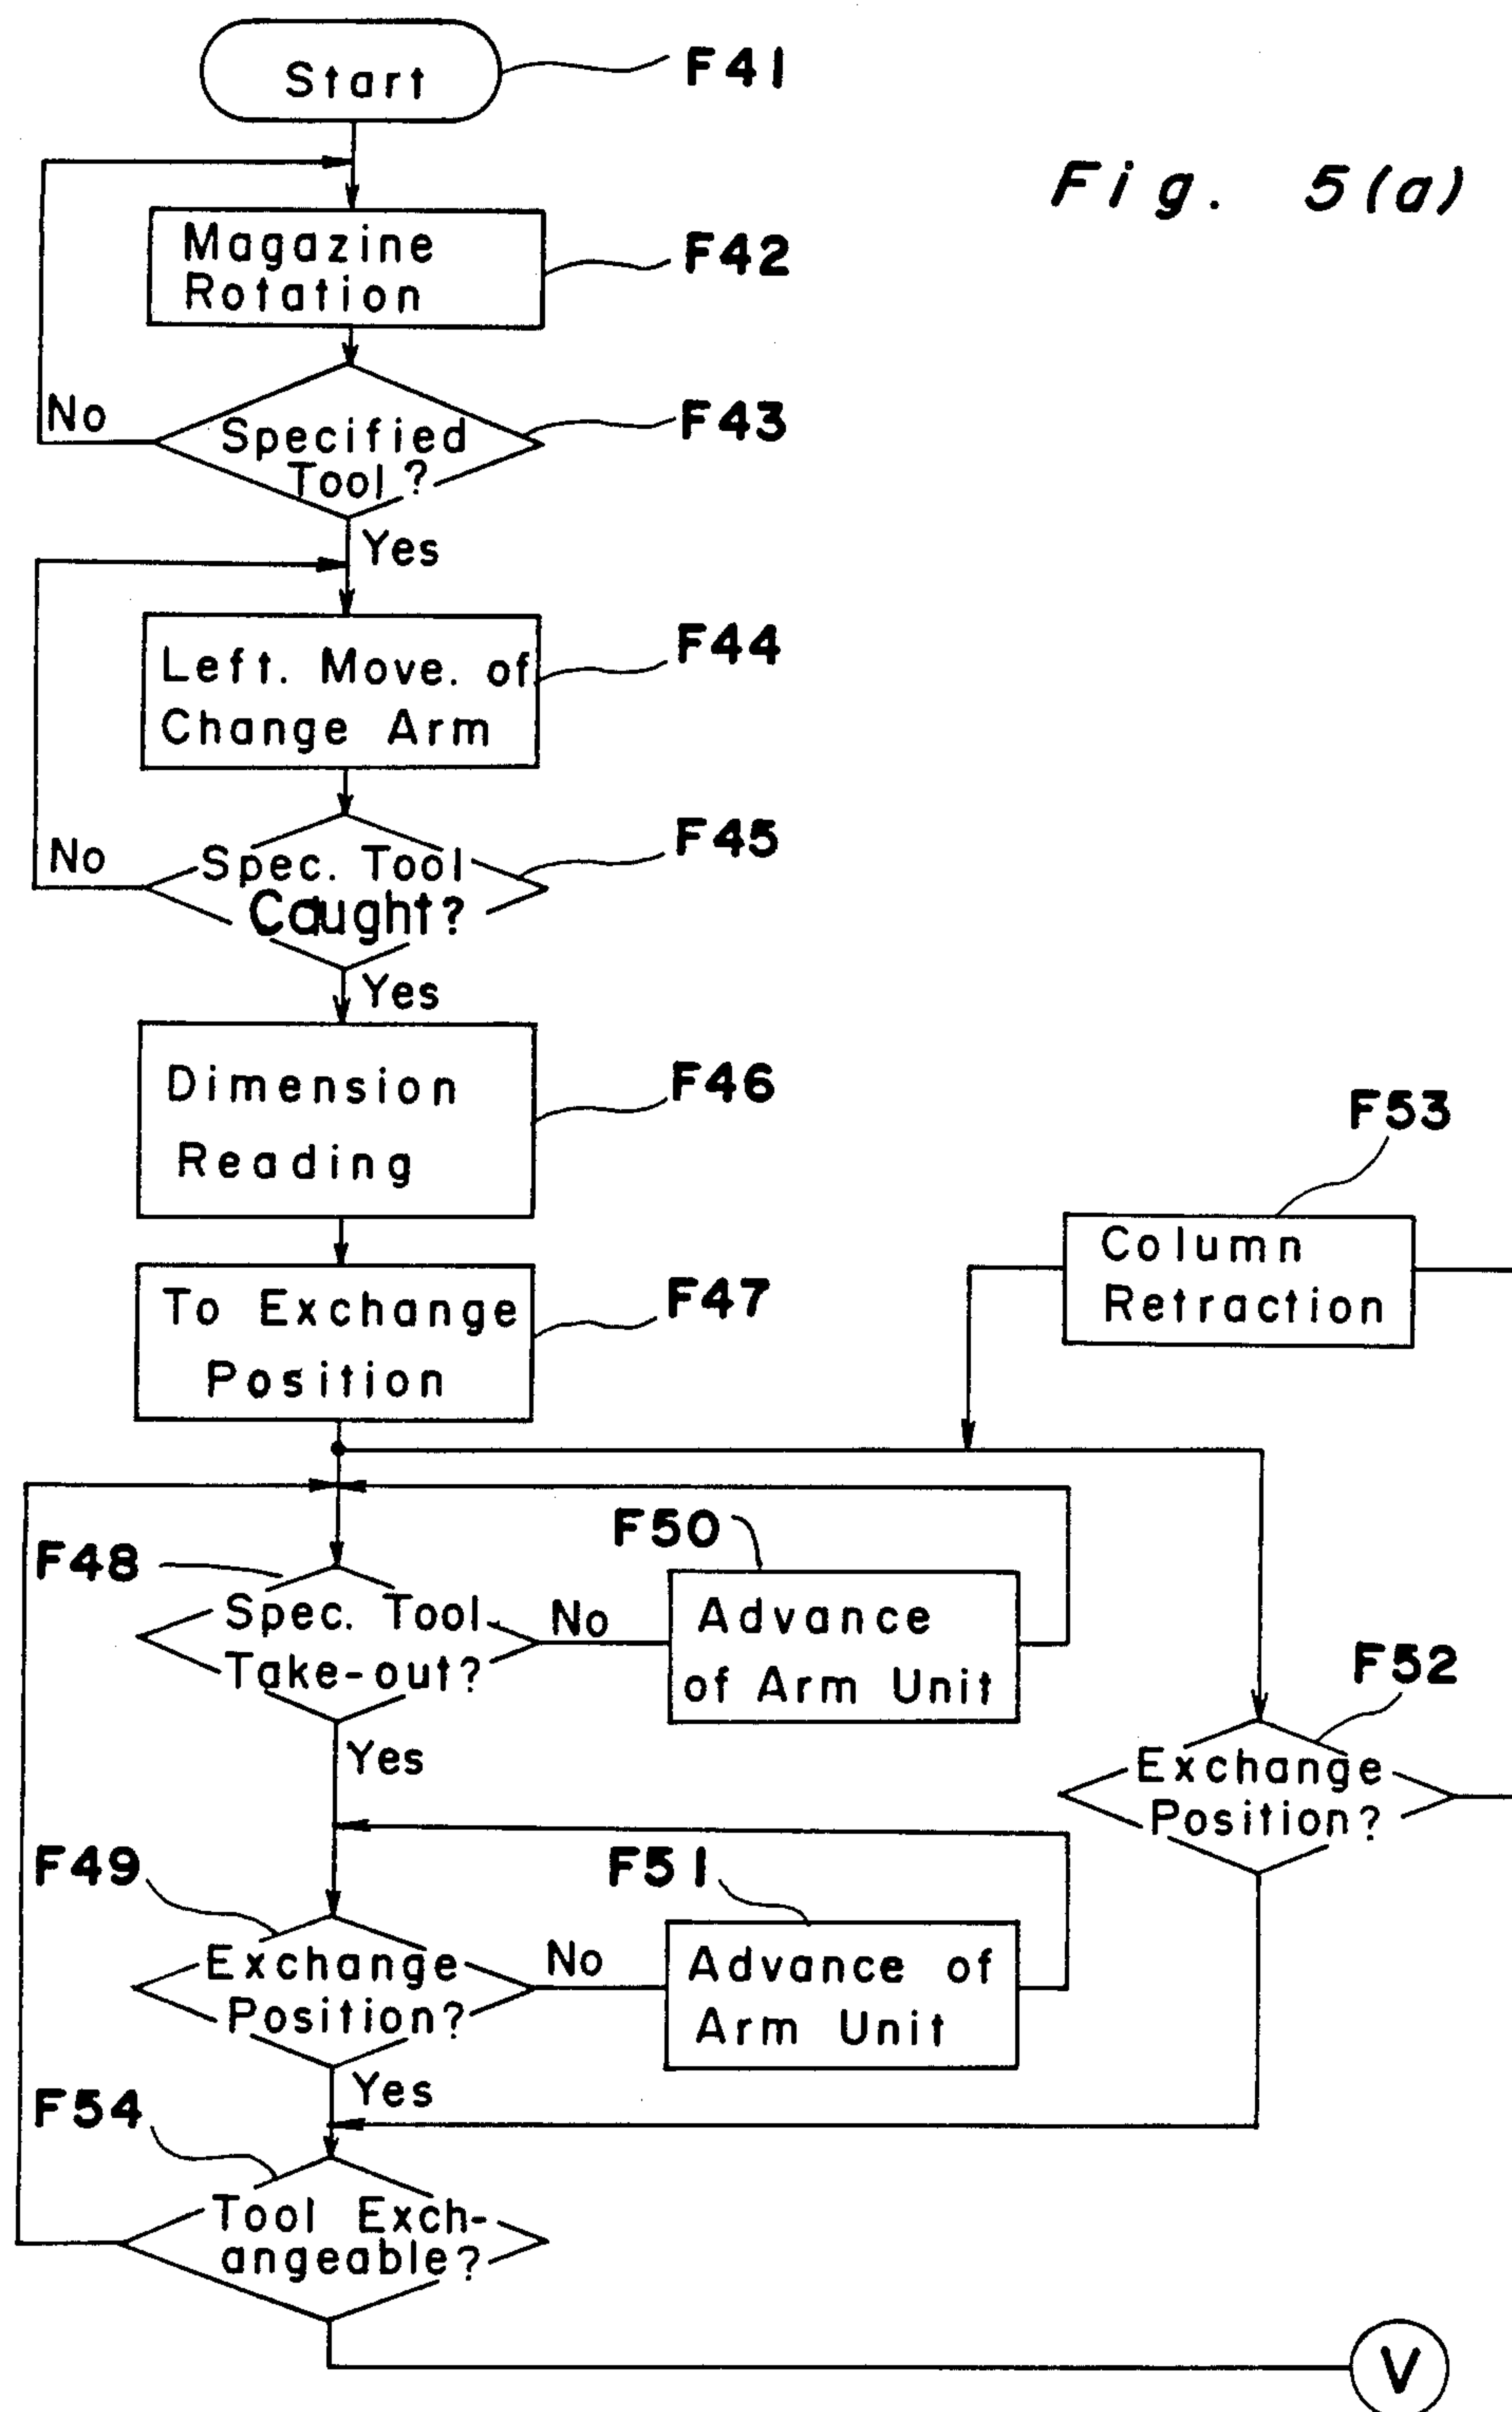 Start
F41
Fig. 5(a)
Magazine
Rotation
F42
No
Specified
Tool?
F43
Yes
Left. Move. of
Change Arm
F44
No
Spec. Tool
Caught?
F45
Yes
Dimension
Reading
F46
F53
Column
Retraction
To Exchange
Position
F47
F48
Spec. Tool
Take-out?
No
F50
Advance
of Arm Unit
Yes
F52
Exchange
Position?
F49
Exchange
Position?
No
F51
Advance of
Arm Unit
Yes
F54
Tool Exch-
angeable?
V